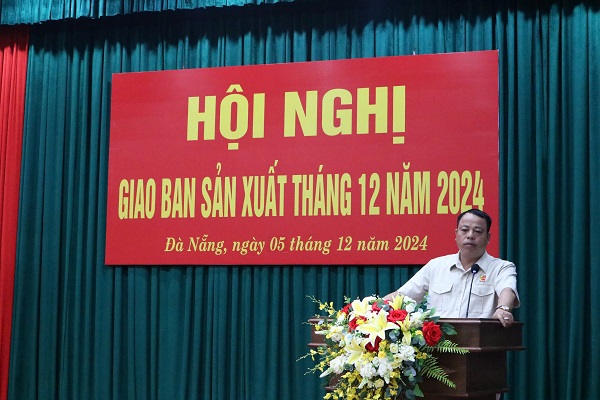 HỘI NGHỊ
GIAO BAN SẢN XUẤT THÁNG 12 NĂM 2024
Đà Nẵng, ngày 05 tháng 12 năm 2024